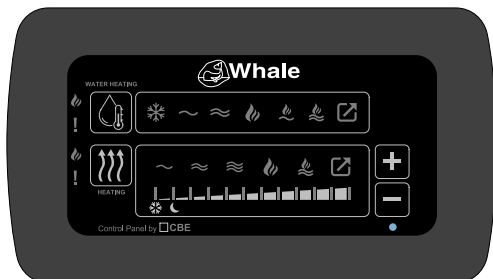 Whale
WATER HEATING
!
!
HEATING
+
−
Control Panel by CBE